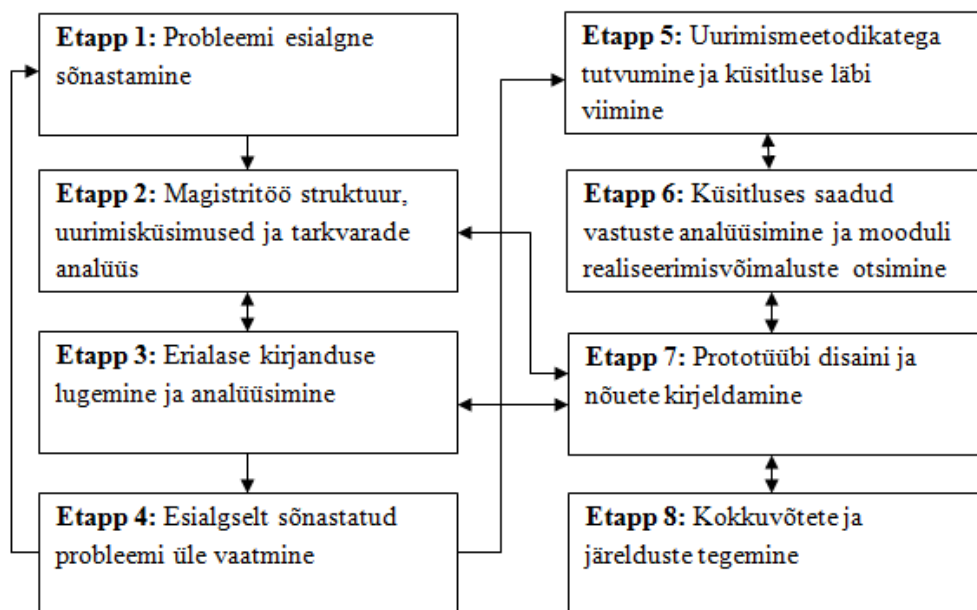 Etapp 1: Probleemi esialgne
sõnastamine
Etapp 2: Magistritöö struktuur,
uurimisküsimused ja tarkvarade
analüüs
Etapp 3: Erialase kirjanduse
lugemine ja analüüsimine
Etapp 4: Esialgselt sõnastatud
probleemi üle vaatmine
Etapp 5: Uurimismeetodikatega
tutvumine ja küsitluse läbi
viimine
Etapp 6: Küsitluses saadud
vastuste analüüsimine ja mooduli
realiseerimisvõimaluste otsimine
Etapp 7: Prototüübi disaini ja
nõuete kirjeldamine
Etapp 8: Kokkuvõtete ja
järelduste tegemine